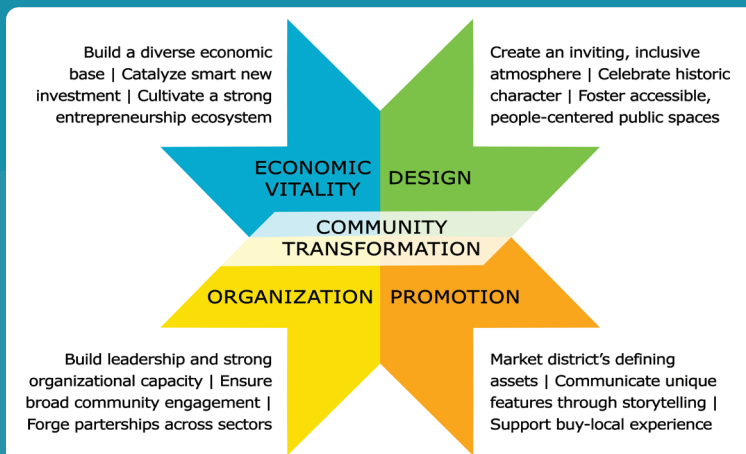 Build a diverse economic
base | Catalyze smart new
investment | Cultivate a strong
entrepreneurship ecosystem
Create an inviting, inclusive
atmosphere | Celebrate historic
character | Foster accessible,
people-centered public spaces
ECONOMIC
VITALITY
DESIGN
COMMUNITY
TRANSFORMATION
ORGANIZATION
PROMOTION
Build leadership and strong
organizational capacity | Ensure
broad community engagement |
Forge parterships across sectors
Market district’s defining
assets | Communicate unique
features through storytelling |
Support buy-local experience